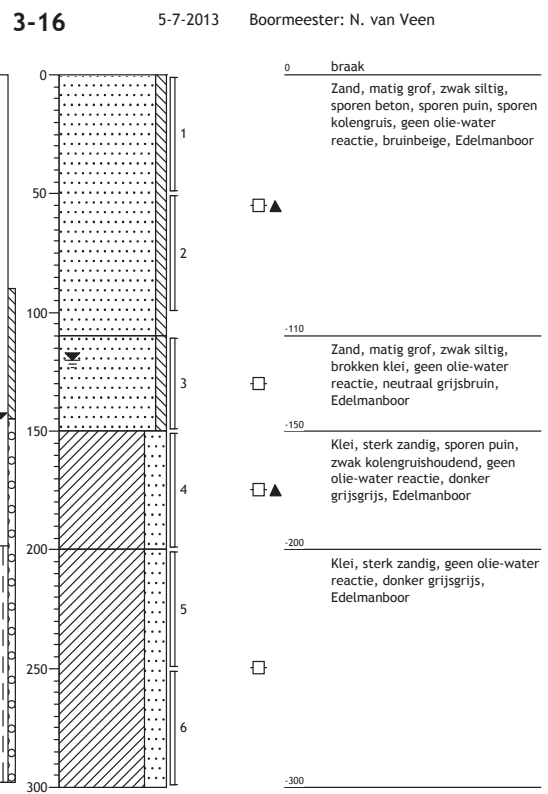 3-16 5-7-2013 Boormeester: N. van Veen
0 0 braak
Zand, matig grof, zwak siltig,
sporen beton, sporen puin, sporen
kolengruis, geen olie-water
reactie, bruinbeige, Edelmanboor
1
50
2
100
-110
Zand, matig grof, zwak siltig,
brokken klei, geen olie-water
reactie, neutraal grijsbruin,
Edelmanboor
3
150 -150
Klei, sterk zandig, sporen puin,
zwak kolengruishoudend, geen
olie-water reactie, donker
grijsgrijs, Edelmanboor
4
200 -200
Klei, sterk zandig, geen olie-water
reactie, donker grijsgrijs,
Edelmanboor
5
250
6
300 -300